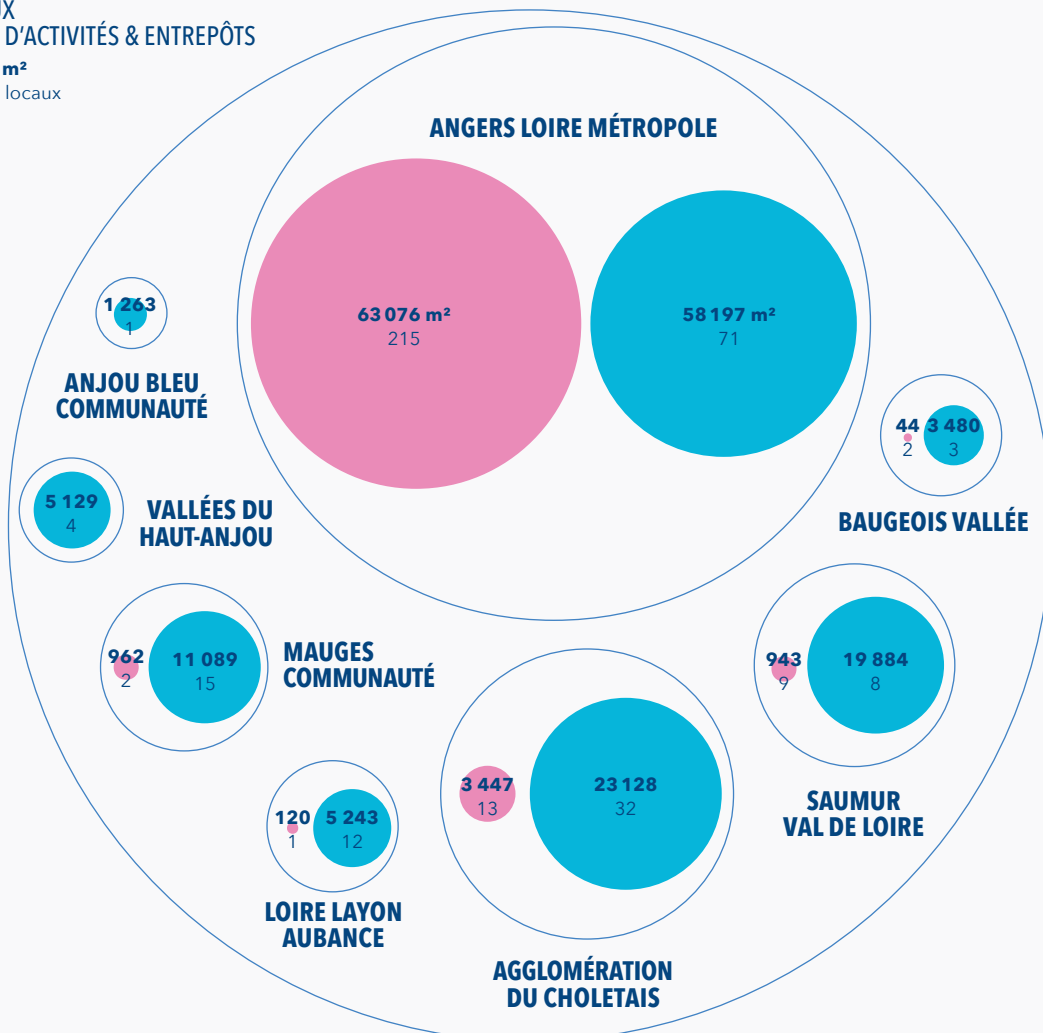 D'ACTIVITÉS & ENTREPÔTS
m²
locaux
ANGERS LOIRE MÉTROPOLE
63 076 m²
215
58 197 m²
71
1 263
1
ANJOU BLEU
COMMUNAUTÉ
44
2
3 480
3
BAUGEOIS VALLÉE
5 129
4
VALLÉES DU
HAUT-ANJOU
962
2
11 089
15
MAUGES
COMMUNAUTÉ
943
9
19 884
8
SAUMUR
VAL DE LOIRE
120
1
5 243
12
LOIRE LAYON
AUBANCE
3 447
13
23 128
32
AGGLOMÉRATION
DU CHOLETAIS